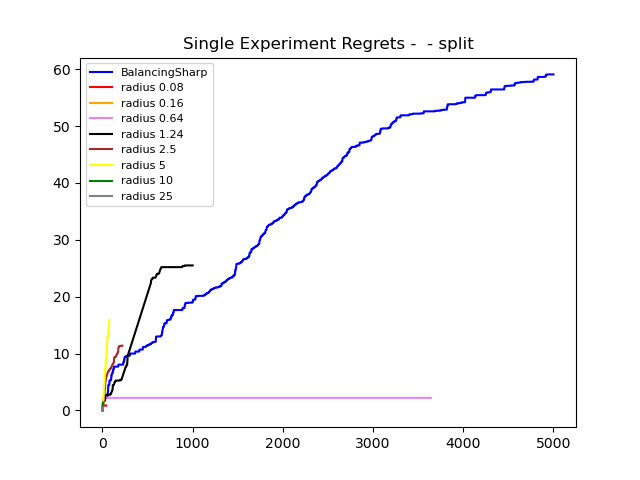 Single Experiment Regrets -  - split
60
50
40
30
20
10
0
BalancingSharp
radius 0.08
radius 0.16
radius 0.64
radius 1.24
radius 2.5
radius 5
radius 10
radius 25
0 1000 2000 3000 4000 5000